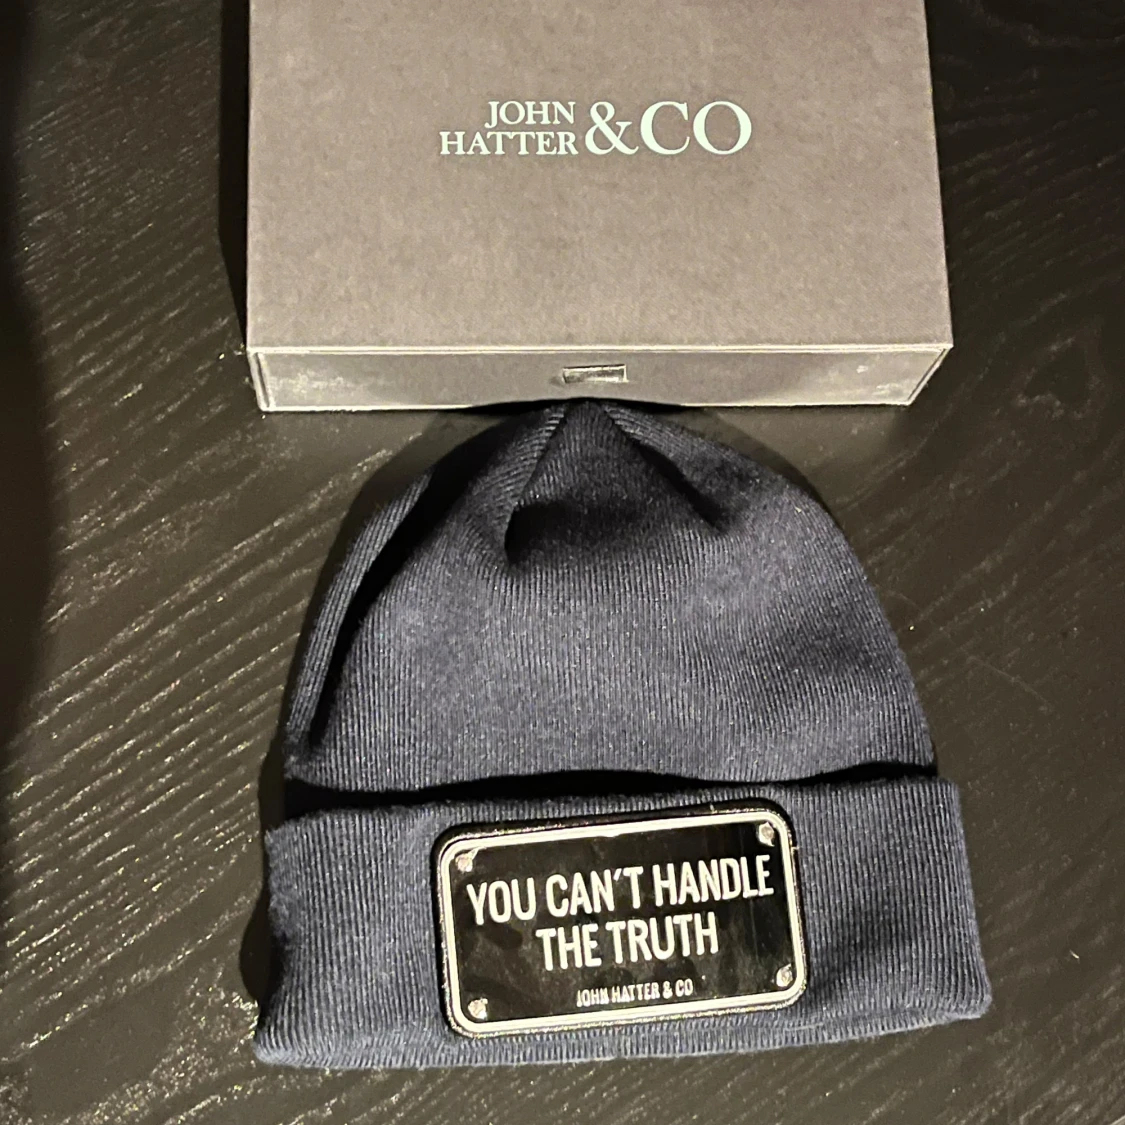 JOHN
HATTER &CO
YOU CAN'T HANDLE
THE TRUTH
JOHN HATTER & CO